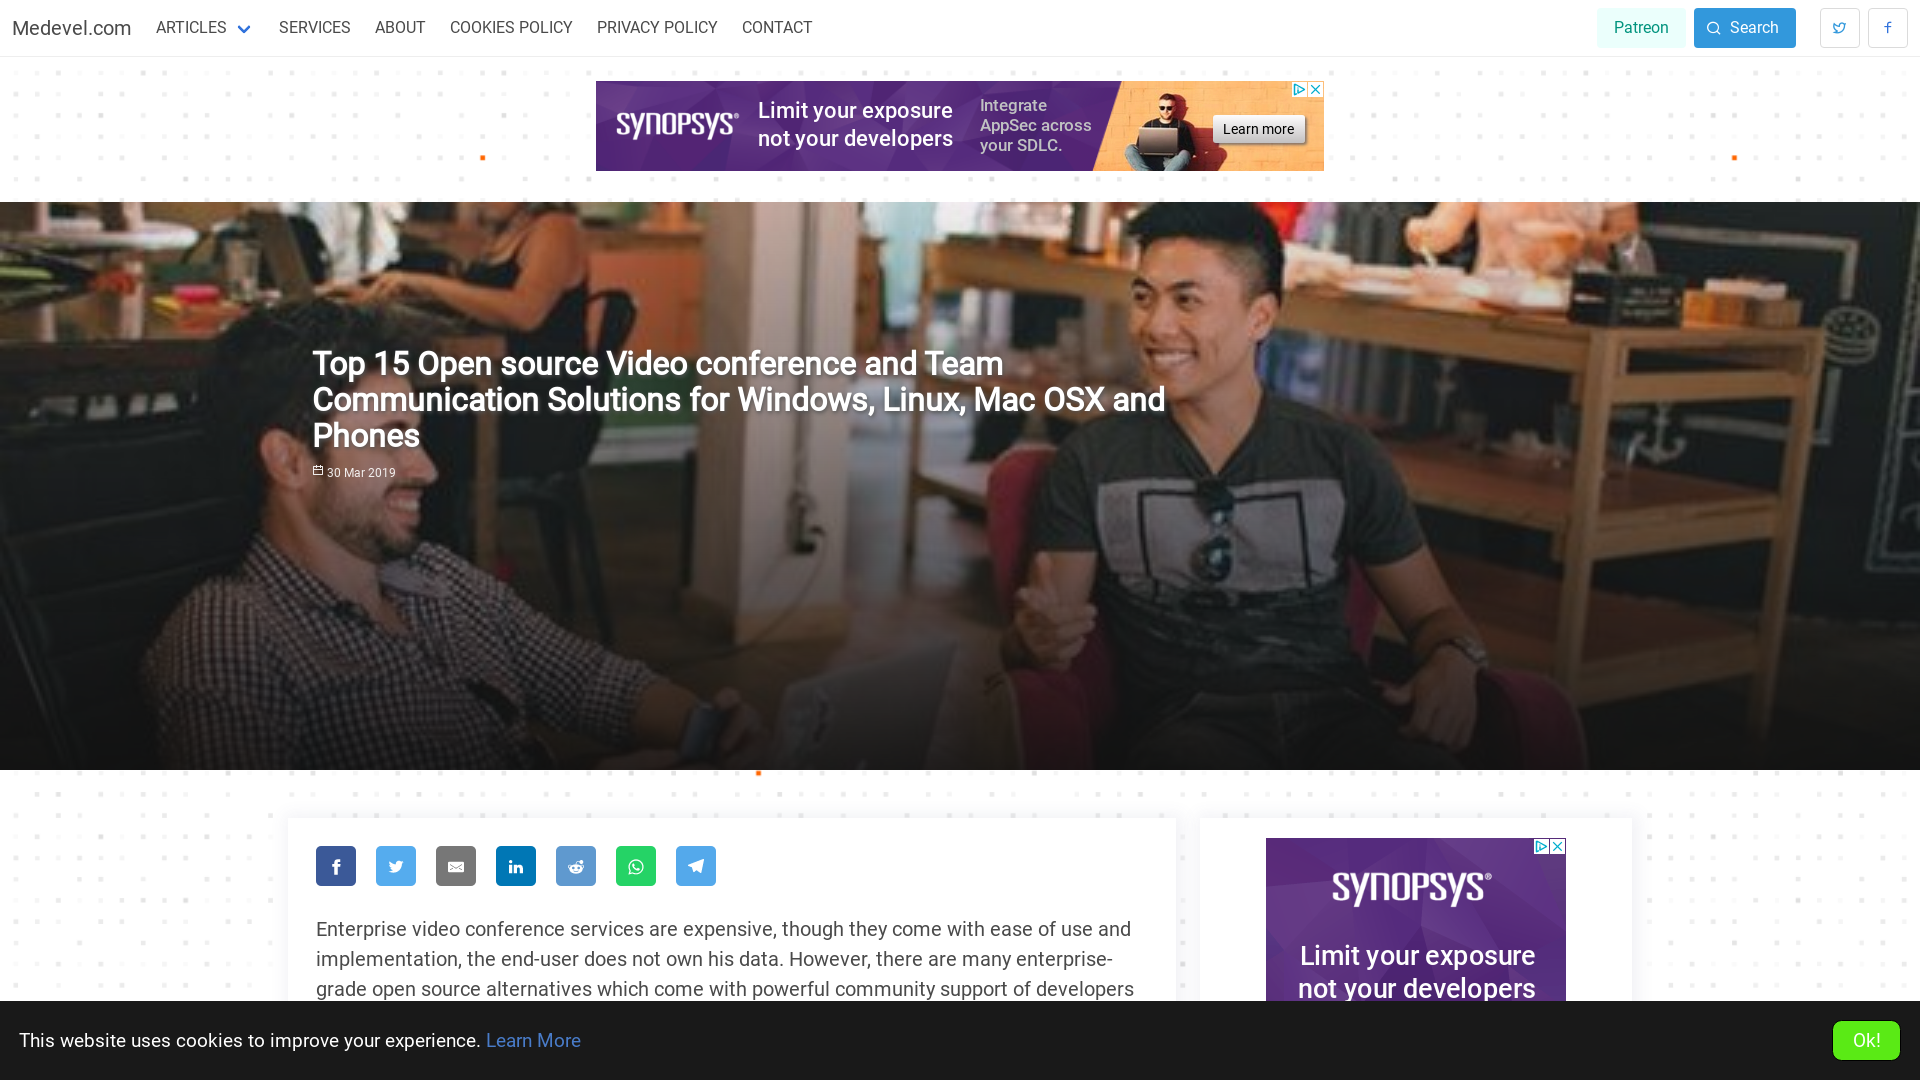 Medevel.com
ARTICLES
SERVICES
ABOUT
COOKIES POLICY
PRIVACY POLICY
CONTACT
Patreon
Search
SYNOPSYS®
Limit your exposure
not your developers
Integrate
AppSec across
your SDLC.
Learn more
Top 15 Open source Video conference and Team
Communication Solutions for Windows, Linux, Mac OSX and
Phones
30 Mar 2019
Enterprise video conference services are expensive, though they come with ease of use and
implementation, the end-user does not own his data. However, there are many enterprise-
grade open source alternatives which come with powerful community support of developers
SYNOPSYS®
Limit your exposure
not your developers
This website uses cookies to improve your experience. Learn More
Ok!